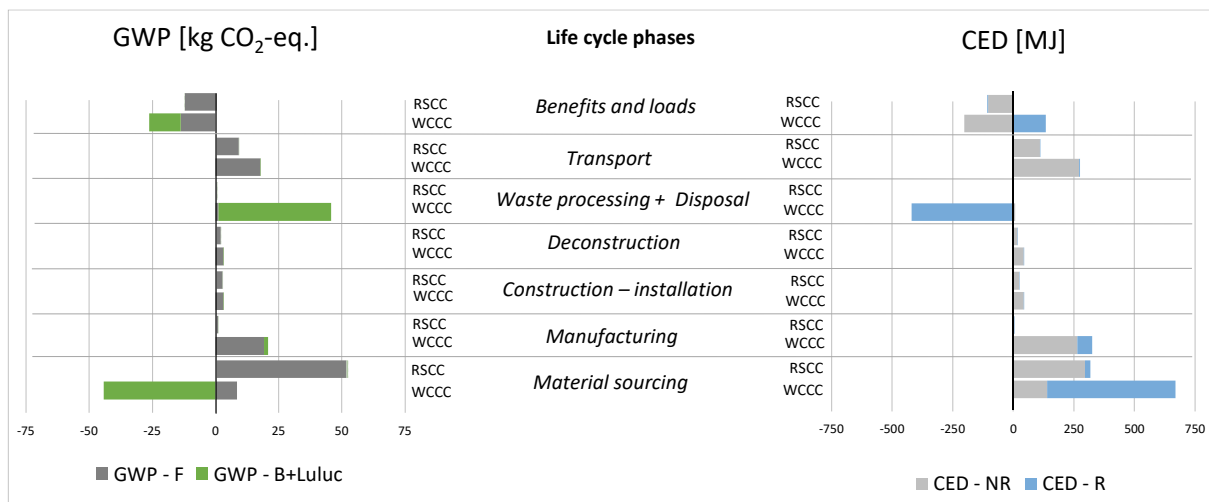 GWP [kg CO₂-eq.]
Life cycle phases
CED [MJ]
RSCC
Benefits and loads
RSCC
WCCC
WCCC
RSCC
Transport
RSCC
WCCC
WCCC
RSCC
Waste processing + Disposal
RSCC
WCCC
WCCC
RSCC
Deconstruction
RSCC
WCCC
WCCC
RSCC
Construction – installation
RSCC
WCCC
WCCC
RSCC
Manufacturing
RSCC
WCCC
WCCC
RSCC
Material sourcing
RSCC
WCCC
WCCC
-75 -50 -25 0 25 50 75
-750 -250 0 250 500 750
GWP - F GWP - B+Luluc
CED - NR CED - R